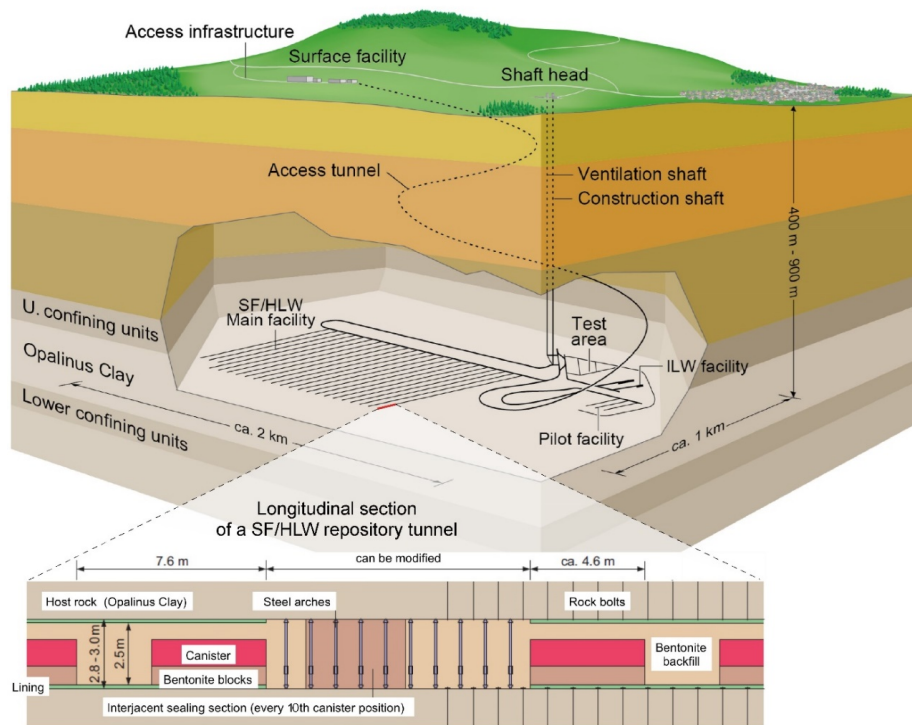 Access infrastructure
Surface facility
Shaft head
Access tunnel
Ventilation shaft
Construction shaft
400 m - 900 m
SF/HLW
Main facility
Test
area
U. confining units
ILW facility
Opalinus Clay
Lower confining units
ca. 2 km
Pilot facility
ca. 1 km
Longitudinal section
of a SF/HLW repository tunnel
7.6 m
can be modified
ca. 4.6 m
Host rock (Opalinus Clay)
Steel arches
Rock bolts
2.8 - 3.0m
2.5m
Canister
Bentonite
backfill
Bentonite blocks
Lining
Interjacent sealing section (every 10th canister position)